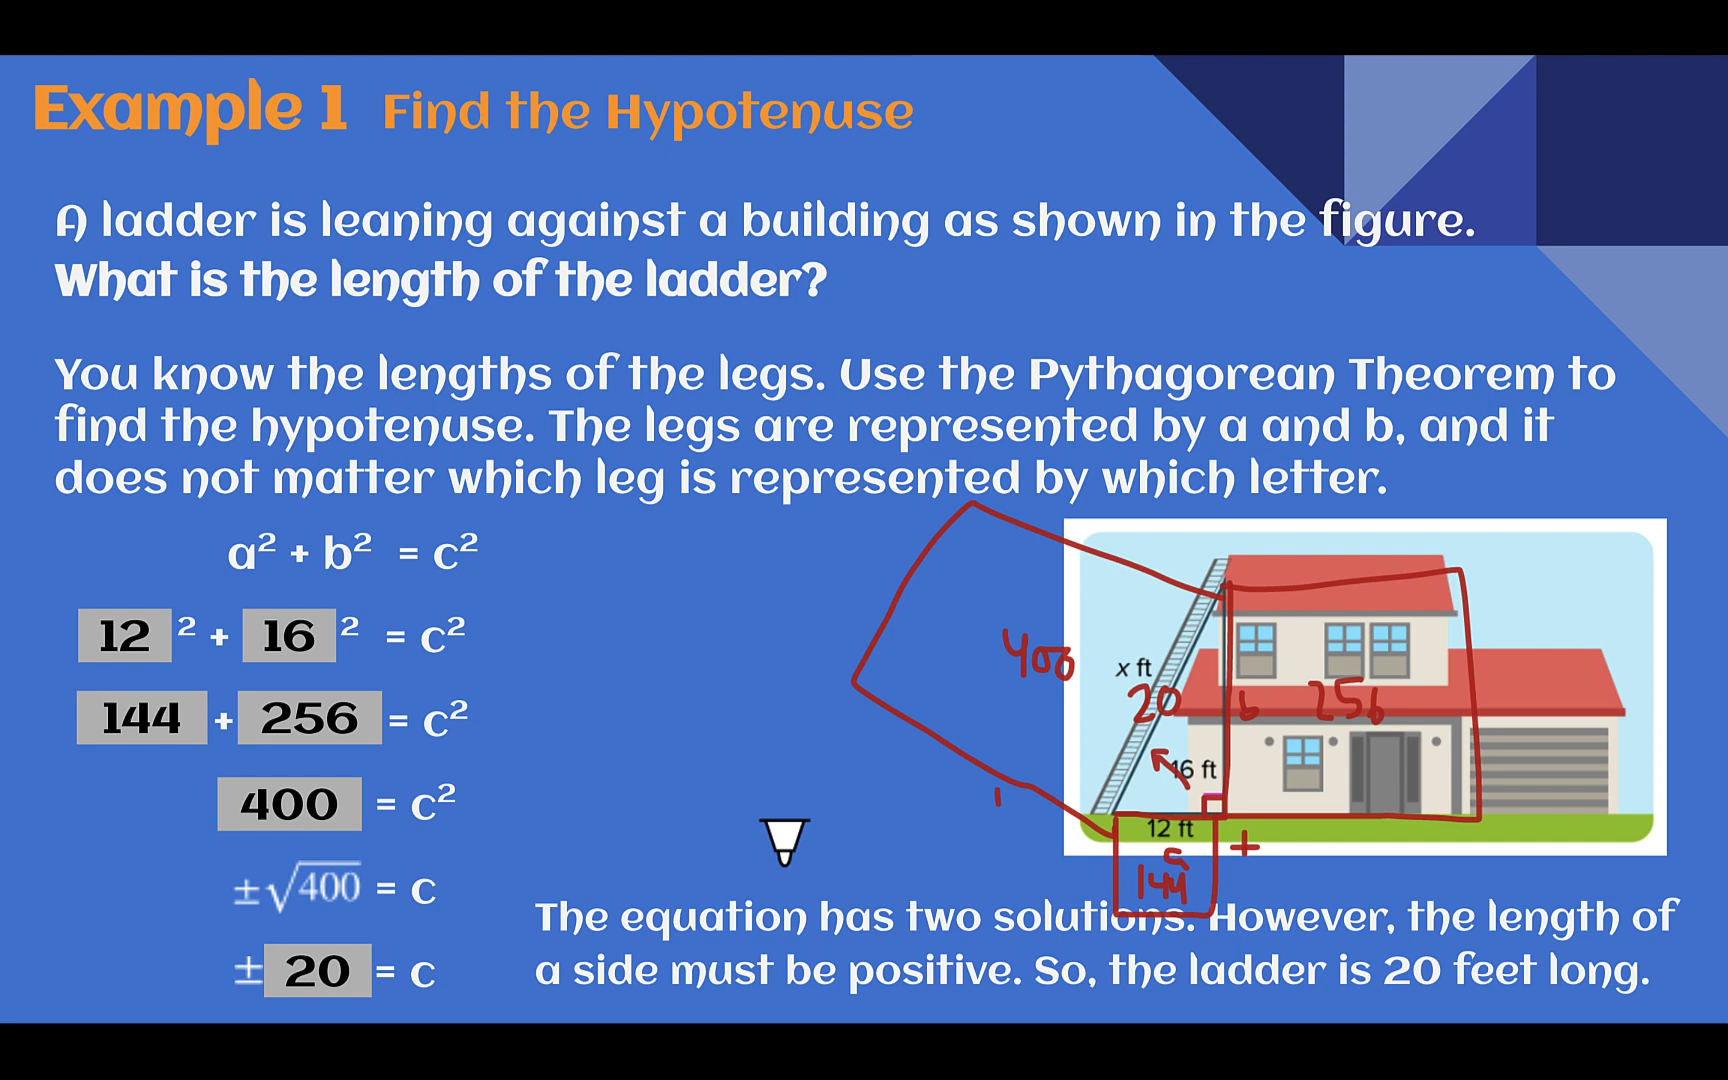 Example 1 Find the Hypotenuse
A ladder is leaning against a building as shown in the figure.
What is the length of the ladder?
You know the lengths of the legs. Use the Pythagorean Theorem to
find the hypotenuse. The legs are represented by a and b, and it
does not matter which leg is represented by which letter.
a² + b² = c²
12² + 16² = c²
144 + 256 = c²
400 = c²
±√400 = c
±20 = c
400
x ft
20
b
256
16 ft
12 ft
+
144
The equation has two solutions. However, the length of
a side must be positive. So, the ladder is 20 feet long.